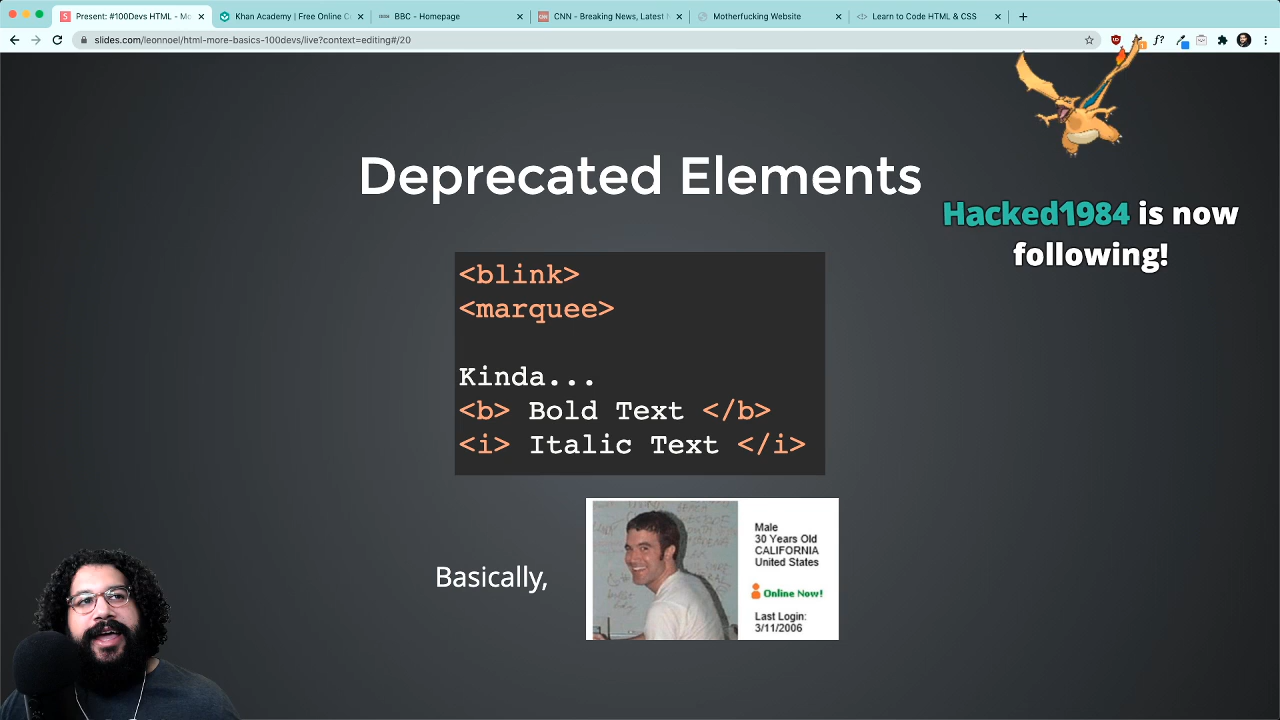 Present: #100Devs HTML - Mo
Khan Academy | Free Online C
BBC - Homepage
CNN - Breaking News, Latest N
Motherfucking Website
Learn to Code HTML & CSS
slides.com/leonnoel/html-more-basics-100devs/live?context=editing#/20
f?
Deprecated Elements
Hacked1984 is now
following!
<blink>
<marquee>
Kinda...
<b> Bold Text </b>
<i> Italic Text </i>
Basically,
Male
30 Years Old
CALIFORNIA
United States
Online Now!
Last Login:
3/11/2006